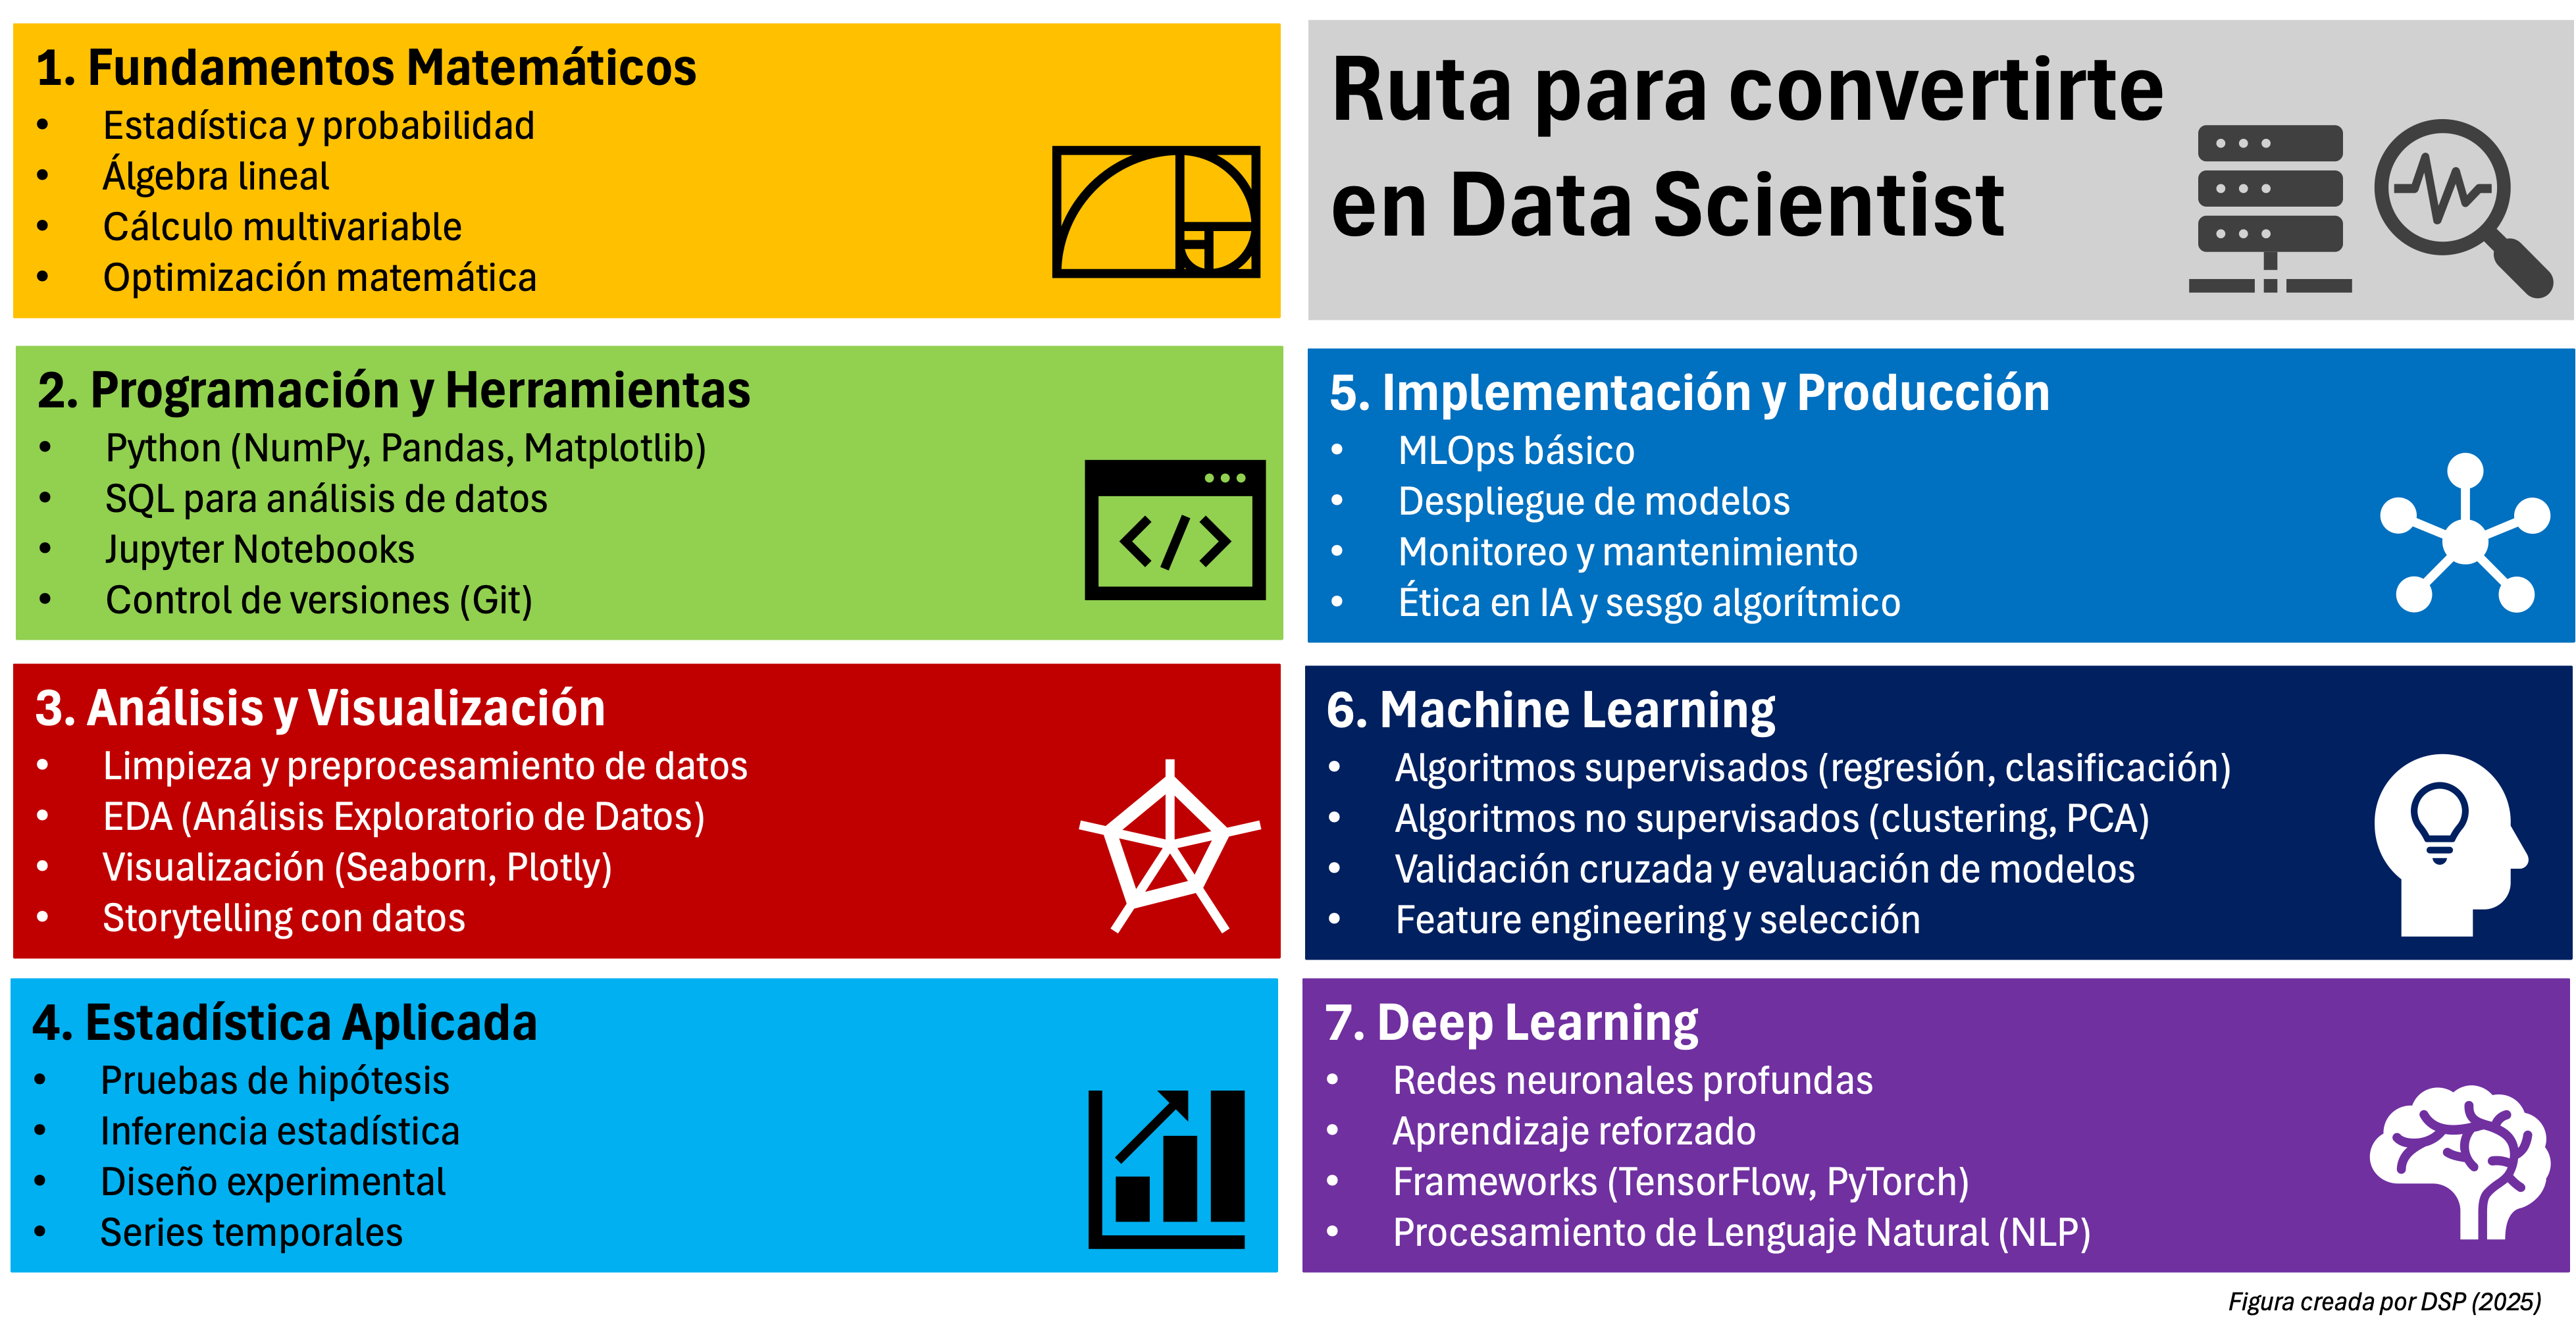 Ruta para convertirte
en Data Scientist
1. Fundamentos Matemáticos
• Estadística y probabilidad
• Álgebra lineal
• Cálculo multivariable
• Optimización matemática
2. Programación y Herramientas
• Python (NumPy, Pandas, Matplotlib)
• SQL para análisis de datos
• Jupyter Notebooks
• Control de versiones (Git)
3. Análisis y Visualización
• Limpieza y preprocesamiento de datos
• EDA (Análisis Exploratorio de Datos)
• Visualización (Seaborn, Plotly)
• Storytelling con datos
4. Estadística Aplicada
• Pruebas de hipótesis
• Inferencia estadística
• Diseño experimental
• Series temporales
5. Implementación y Producción
• MLOps básico
• Despliegue de modelos
• Monitoreo y mantenimiento
• Ética en IA y sesgo algorítmico
6. Machine Learning
• Algoritmos supervisados (regresión, clasificación)
• Algoritmos no supervisados (clustering, PCA)
• Validación cruzada y evaluación de modelos
• Feature engineering y selección
7. Deep Learning
• Redes neuronales profundas
• Aprendizaje reforzado
• Frameworks (TensorFlow, PyTorch)
• Procesamiento de Lenguaje Natural (NLP)
Figura creada por DSP (2025)